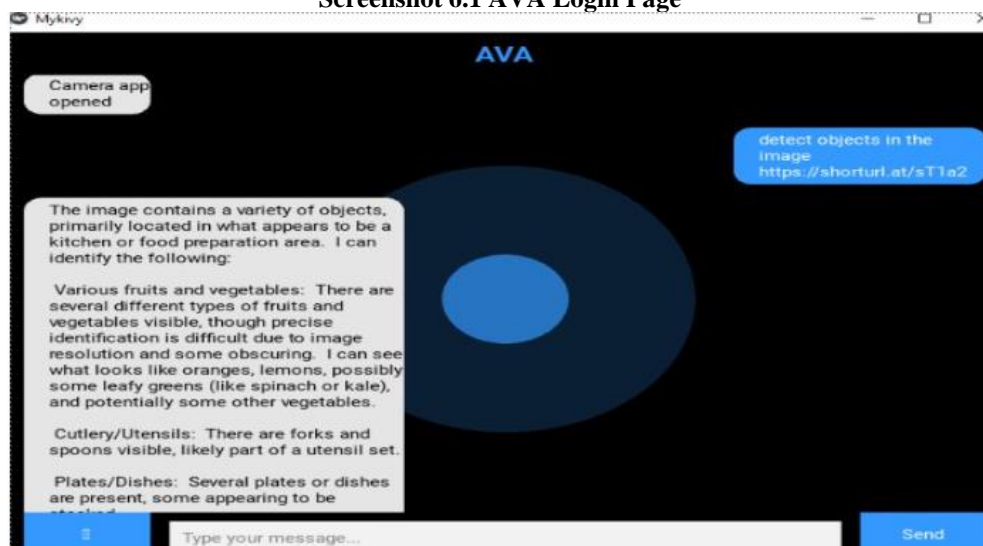 Screenshot 6.1 AVA Login Page
Mykivy
AVA
Camera app
opened
detect objects in the
image
https://shorturl.at/sT1a2
The image contains a variety of objects,
primarily located in what appears to be a
kitchen or food preparation area.  I can
identify the following:
Various fruits and vegetables:  There are
several different types of fruits and
vegetables visible, though precise
identification is difficult due to image
resolution and some obscuring.  I can see
what looks like oranges, lemons, possibly
some leafy greens (like spinach or kale),
and potentially some other vegetables.
Cutlery/Utensils:  There are forks and
spoons visible, likely part of a utensil set.
Plates/Dishes:  Several plates or dishes
are present, some appearing to be
Type your message...
Send